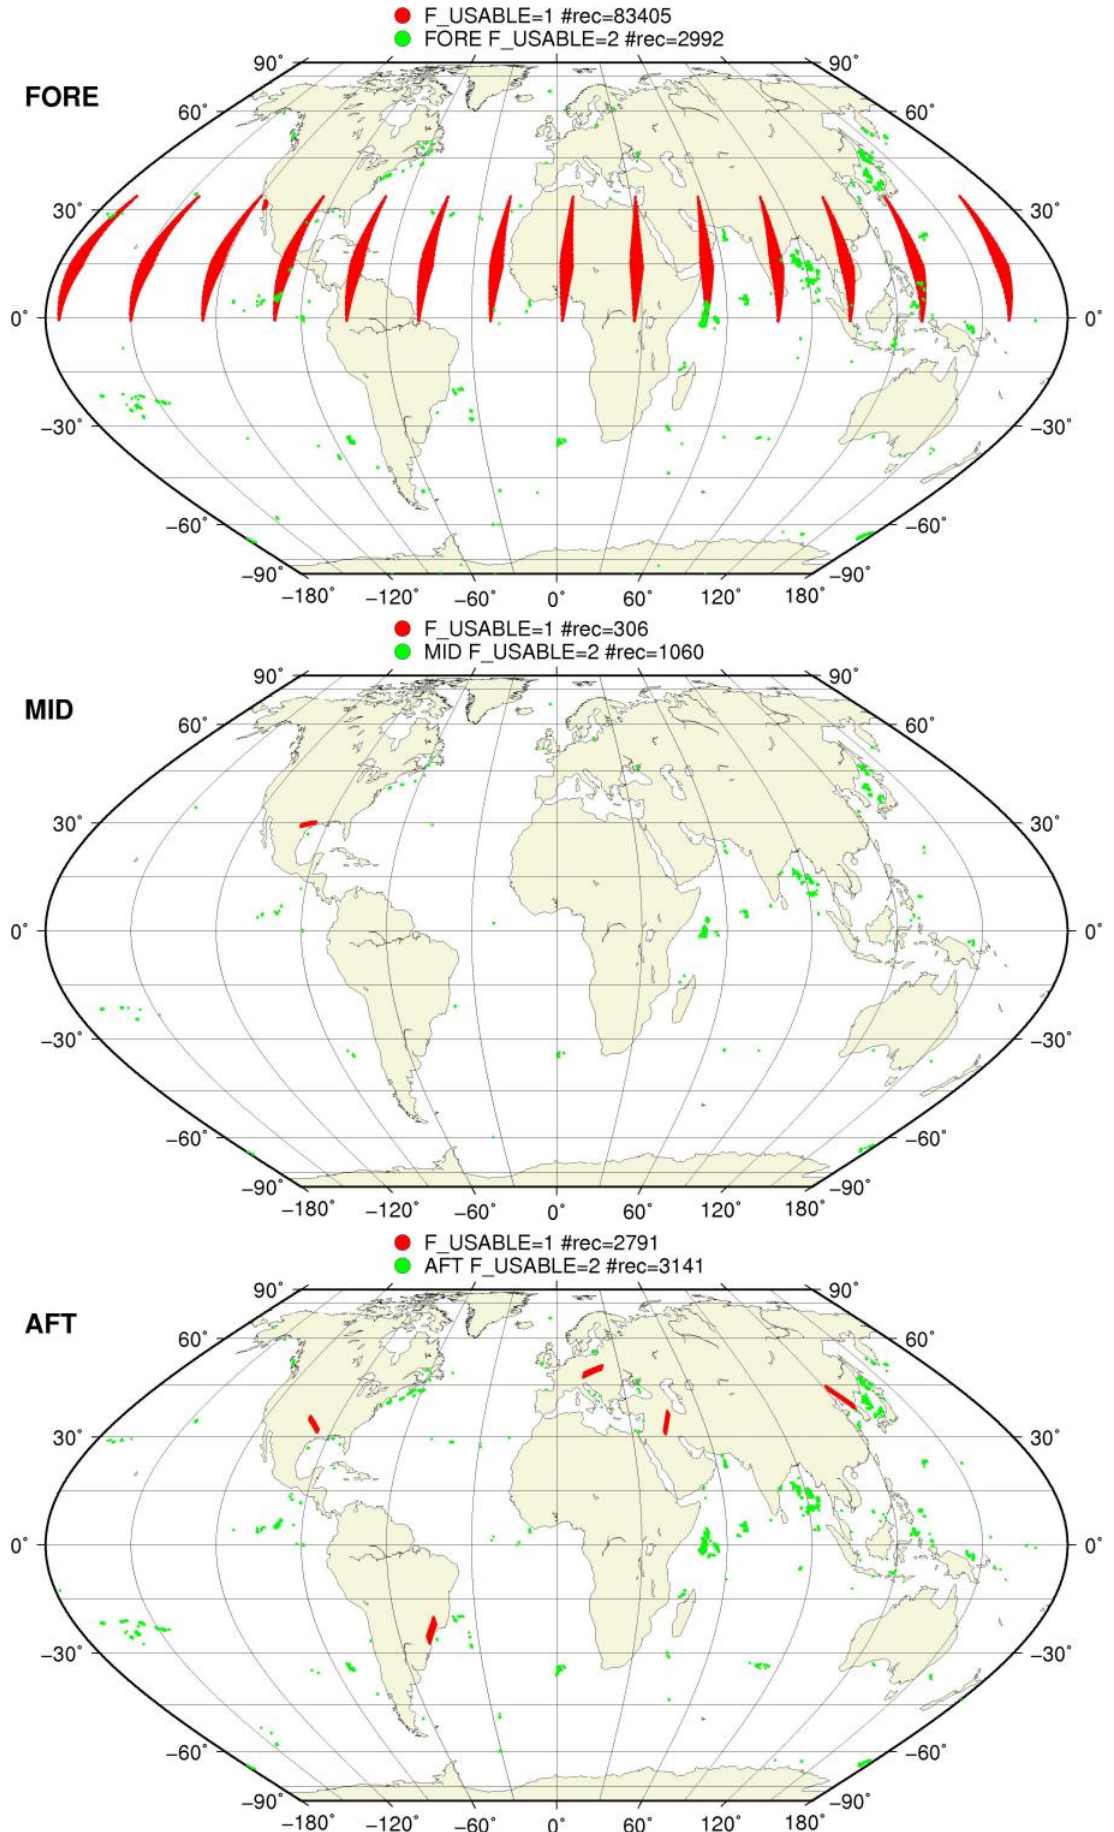 F_USABLE=1 #rec=83405
FORE F_USABLE=2 #rec=2992
FORE
90° 90°
60° 60°
30° 30°
0° 0°
−30° −30°
−60° −60°
−90° −90°
−180° −120° −60° 0° 60° 120° 180°
F_USABLE=1 #rec=306
MID F_USABLE=2 #rec=1060
MID
90° 90°
60° 60°
30° 30°
0° 0°
−30° −30°
−60° −60°
−90° −90°
−180° −120° −60° 0° 60° 120° 180°
F_USABLE=1 #rec=2791
AFT F_USABLE=2 #rec=3141
AFT
90° 90°
60° 60°
30° 30°
0° 0°
−30° −30°
−60° −60°
−90° −90°
−180° −120° −60° 0° 60° 120° 180°